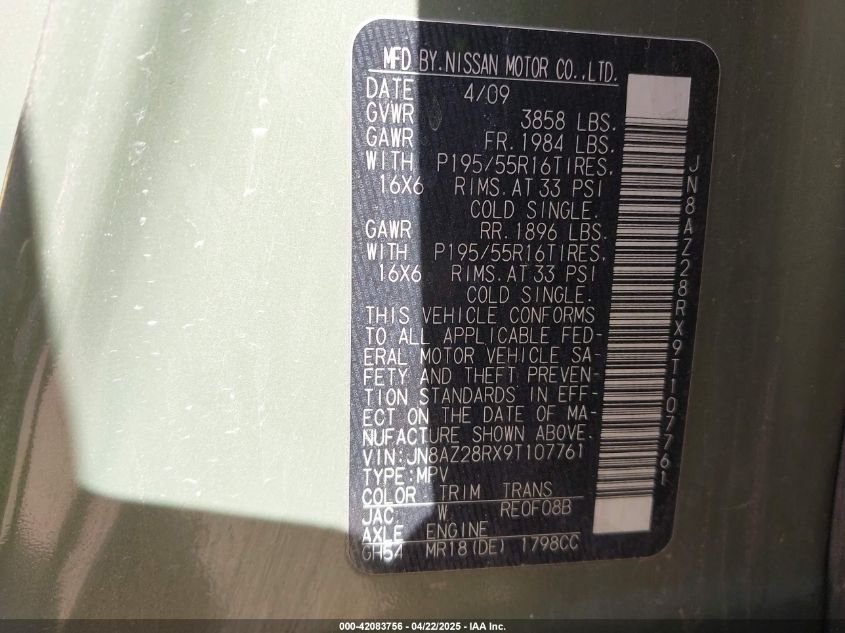 MFD BY.NISSAN MOTOR CO.,LTD.
DATE 4/09
GVWR 3858 LBS.
GAWR FR.1984 LBS.
WITH P195/55R16TIRES,
16X6 RIMS.AT 33 PSI
COLD SINGLE.
GAWR RR.1896 LBS.
WITH P195/55R16TIRES,
16X6 RIMS.AT 33 PSI
COLD SINGLE.
THIS VEHICLE CONFORMS
TO ALL APPLICABLE FED-
ERAL MOTOR VEHICLE SA-
FETY AND THEFT PREVEN-
TION STANDARDS IN EFF-
ECT ON THE DATE OF MA-
NUFACTURE SHOWN ABOVE.
VIN:JN8AZ28RX9T107761
TYPE:MPV
COLOR TRIM TRANS
JAC W. RE0F08B
AXLE ENGINE
GH54 MR18(DE) 1798CC
JN8AZ28RX9T107761
000-42083756 - 04/22/2025 - IAA Inc.